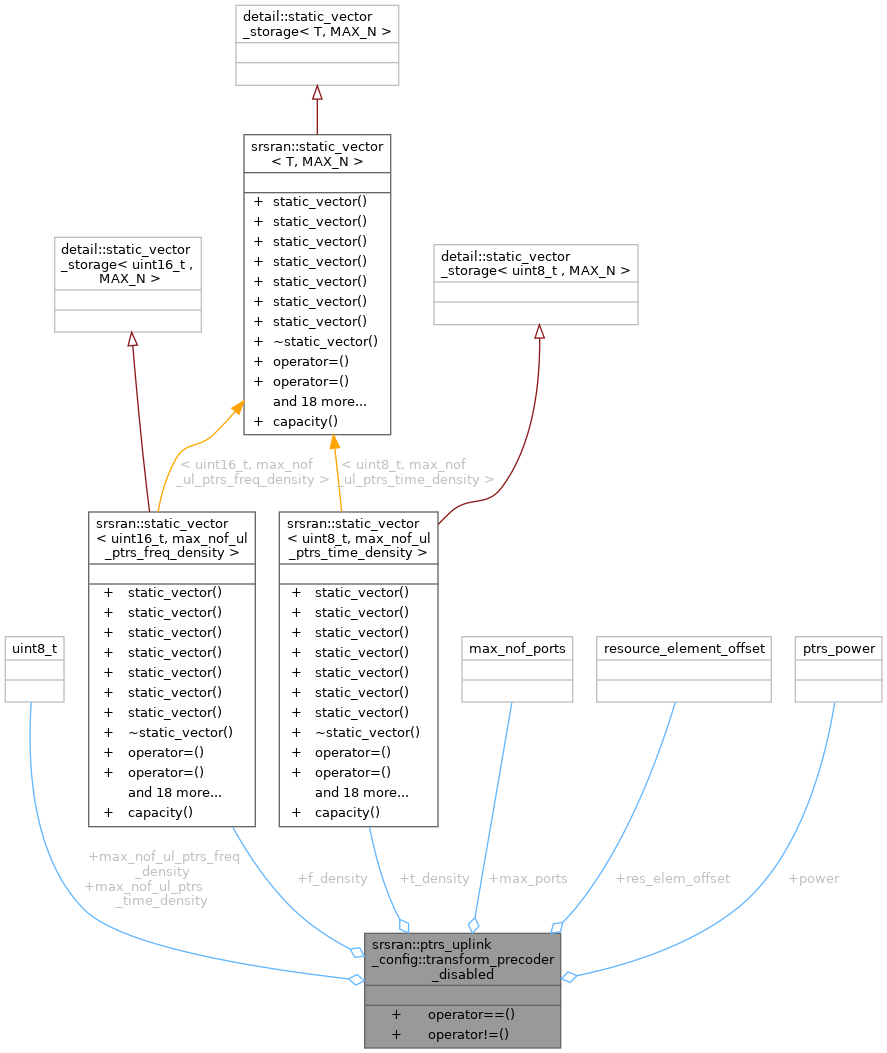 detail::static_vector
_storage< T, MAX_N >
srsran::static_vector
< T, MAX_N >
+ static_vector()
+ static_vector()
+ static_vector()
+ static_vector()
+ static_vector()
+ static_vector()
+ static_vector()
+ ~static_vector()
+ operator=()
+ operator=()
and 18 more...
+ capacity()
detail::static_vector
_storage< uint16_t ,
MAX_N >
detail::static_vector
_storage< uint8_t , MAX_N >
< uint16_t, max_nof
_ul_ptrs_freq_density >
< uint8_t, max_nof
_ul_ptrs_time_density >
srsran::static_vector
< uint16_t, max_nof_ul
_ptrs_freq_density >
+ static_vector()
+ static_vector()
+ static_vector()
+ static_vector()
+ static_vector()
+ static_vector()
+ static_vector()
+ ~static_vector()
+ operator=()
+ operator=()
and 18 more...
+ capacity()
srsran::static_vector
< uint8_t, max_nof_ul
_ptrs_time_density >
+ static_vector()
+ static_vector()
+ static_vector()
+ static_vector()
+ static_vector()
+ static_vector()
+ static_vector()
+ ~static_vector()
+ operator=()
+ operator=()
and 18 more...
+ capacity()
uint8_t
max_nof_ports
resource_element_offset
ptrs_power
+max_nof_ul_ptrs_freq
_density
+max_nof_ul_ptrs
_time_density
+f_density
+t_density
+max_ports
+res_elem_offset
+power
srsran::ptrs_uplink
_config::transform_precoder
_disabled
+ operator==()
+ operator!=()